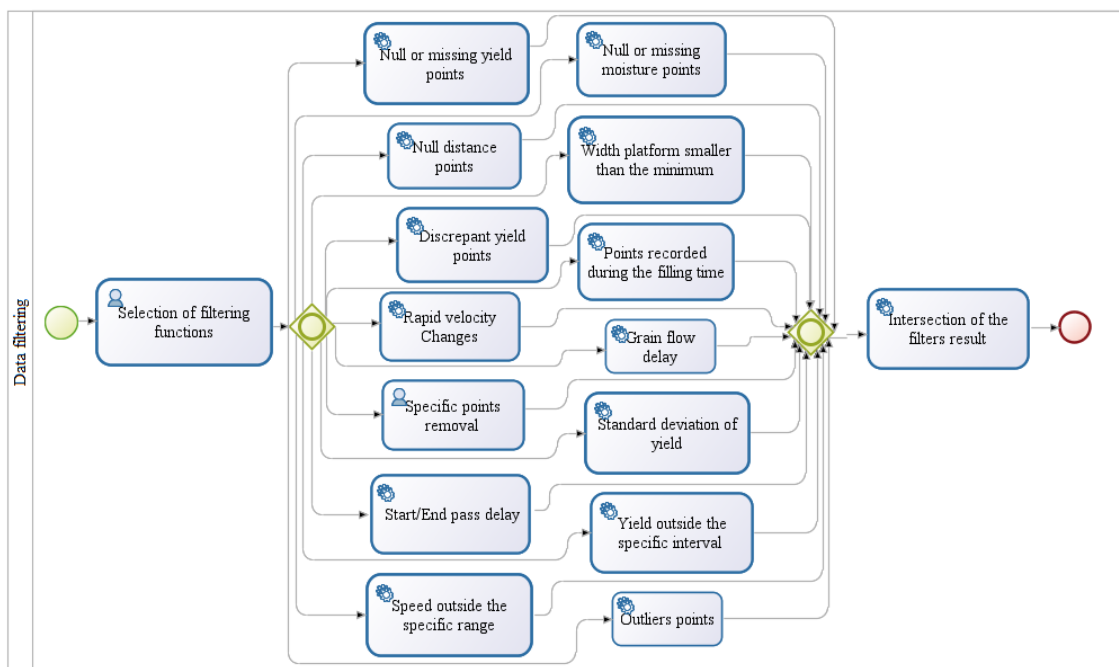 Data filtering
Selection of filtering
functions
Null or missing yield
points
Null or missing
moisture points
Null distance
points
Width platform smaller
than the minimum
Discrepant yield
points
Points recorded
during the filling time
Rapid velocity
Changes
Grain flow
delay
Specific points
removal
Standard deviation of
yield
Start/End pass delay
Yield outside the
specific interval
Speed outside the
specific range
Outliers points
Intersection of the
filters result